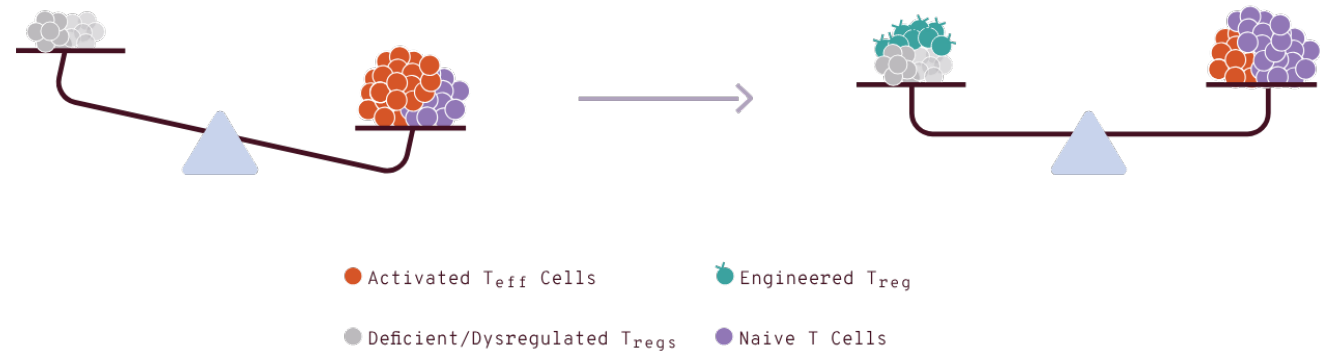 Activated Teff Cells
Engineered Treg
Deficient/Dysregulated Tregs
Naive T Cells